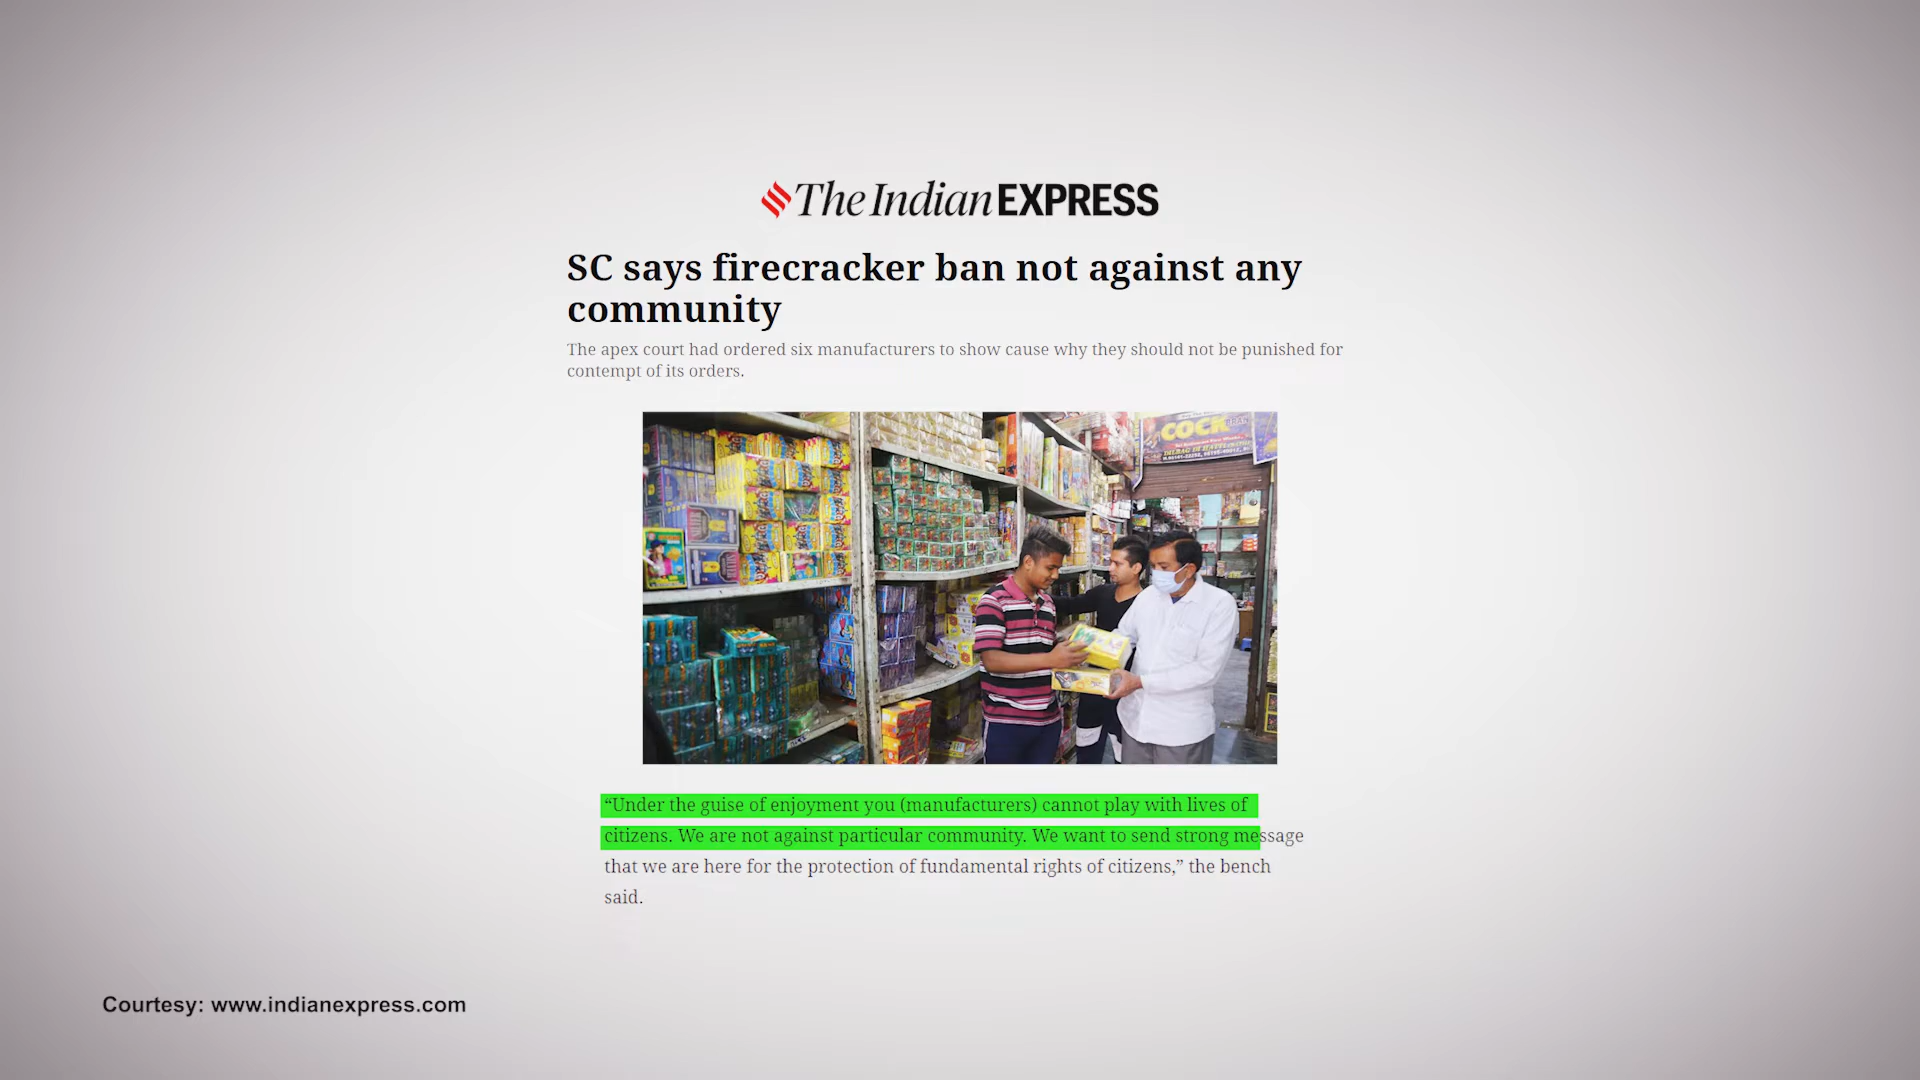 The Indian EXPRESS
SC says firecracker ban not against any
community
The apex court had ordered six manufacturers to show cause why they should not be punished for
contempt of its orders.
COCK
“Under the guise of enjoyment you (manufacturers) cannot play with lives of
citizens. We are not against particular community. We want to send strong message
that we are here for the protection of fundamental rights of citizens,” the bench
said.
Courtesy: www.indianexpress.com